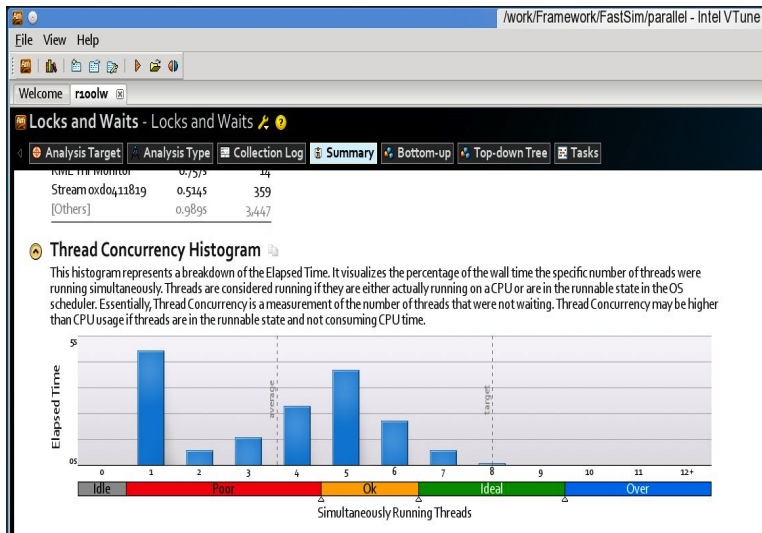 /work/Framework/FastSim/parallel - Intel VTune
File View Help
Welcome r100lw
Locks and Waits - Locks and Waits
Analysis Target Analysis Type Collection Log Summary Bottom-up Top-down Tree Tasks
KME Thl Monitor 0.757s 14
Stream 0xd0411819 0.514s 359
[Others] 0.989s 3,447
Thread Concurrency Histogram
This histogram represents a breakdown of the Elapsed Time. It visualizes the percentage of the wall time the specific number of threads were
running simultaneously. Threads are considered running if they are either actually running on a CPU or are in the runnable state in the OS
scheduler. Essentially, Thread Concurrency is a measurement of the number of threads that were not waiting. Thread Concurrency may be higher
than CPU usage if threads are in the runnable state and not consuming CPU time.
5s
Elapsed Time
average
target
0s
0 1 2 3 4 5 6 7 8 9 10 11 12+
Idle Poor Ok Ideal Over
Simultaneously Running Threads